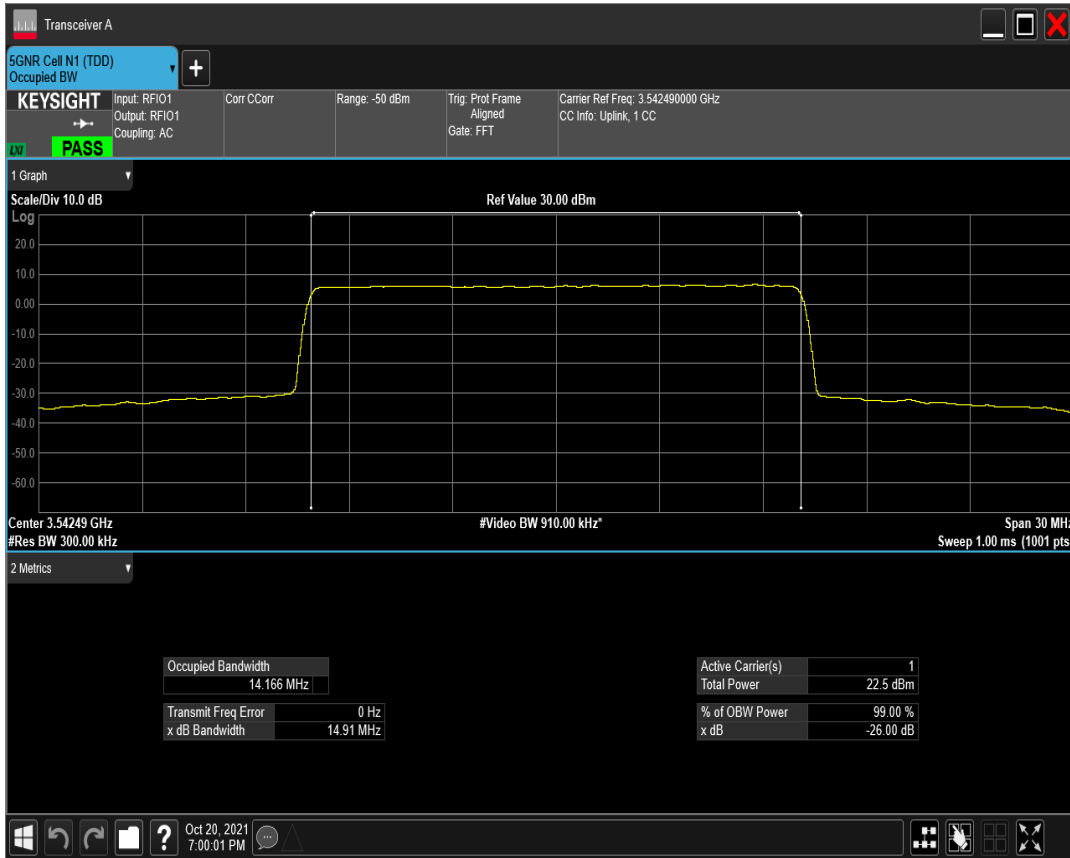 Transceiver A
5GNR Cell N1 (TDD)
Occupied BW
+
KEYSIGHT
LXI
PASS
Input: RFIO1
Output: RFIO1
Coupling: AC
Corr CCorr
Range: -50 dBm
Trig: Prot Frame
Aligned
Gate: FFT
Carrier Ref Freq: 3.542490000 GHz
CC Info: Uplink, 1 CC
1 Graph
Scale/Div 10.0 dB
Ref Value 30.00 dBm
Log
20.0
10.0
0.00
-10.0
-20.0
-30.0
-40.0
-50.0
-60.0
Center 3.54249 GHz
#Video BW 910.00 kHz*
Span 30 MHz
#Res BW 300.00 kHz
Sweep 1.00 ms (1001 pts
2 Metrics
Occupied Bandwidth
14.166 MHz
Transmit Freq Error 0 Hz
x dB Bandwidth 14.91 MHz
Active Carrier(s) 1
Total Power 22.5 dBm
% of OBW Power 99.00 %
x dB -26.00 dB
?
Oct 20, 2021
7:00:01 PM